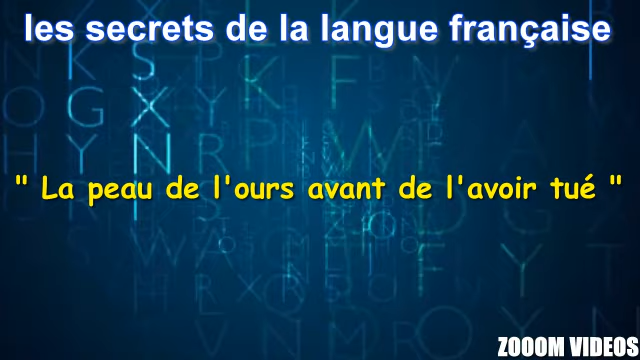 les secrets de la langue française
" La peau de l'ours avant de l'avoir tué "
ZOOOM VIDEOS